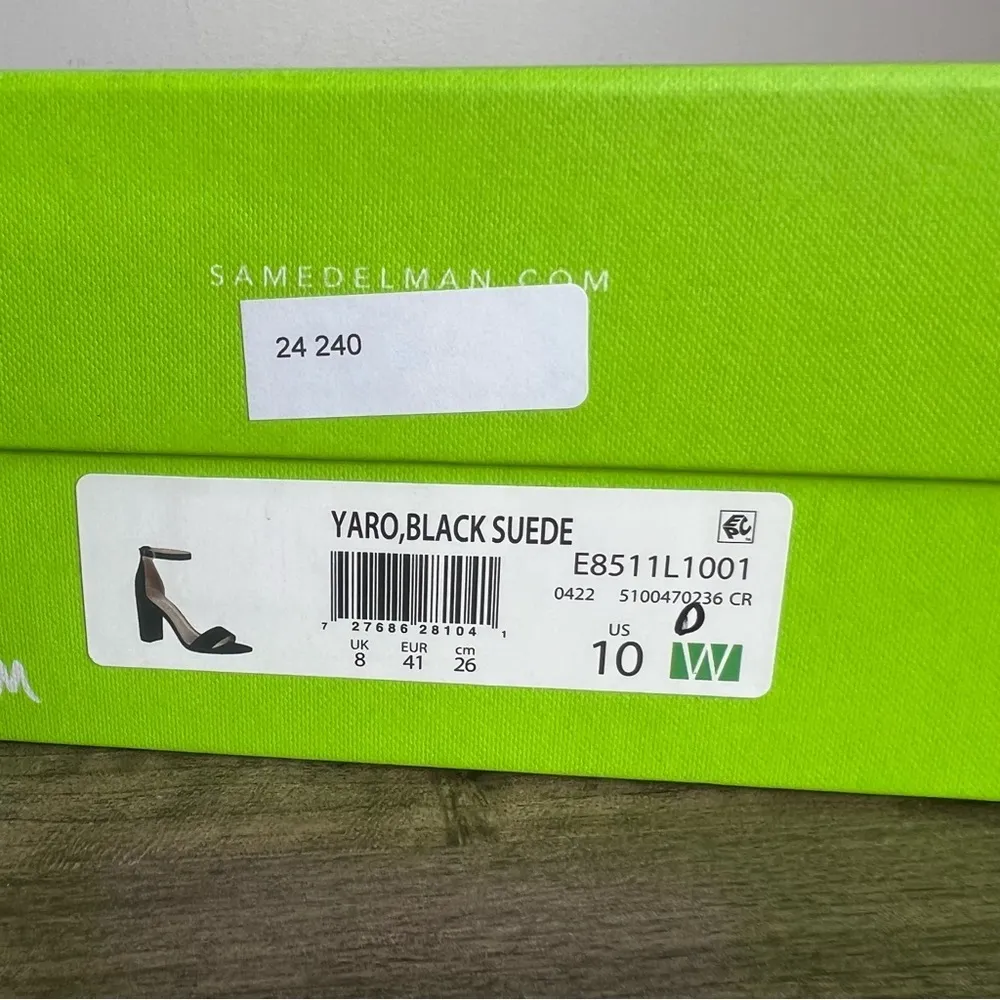 SAMEDELMAN.COM
24 240
YARO,BLACK SUEDE
E8511L1001
0422 5100470236 CR
7 27686 28104 1
UK EUR cm
8 41 26
US
10 W